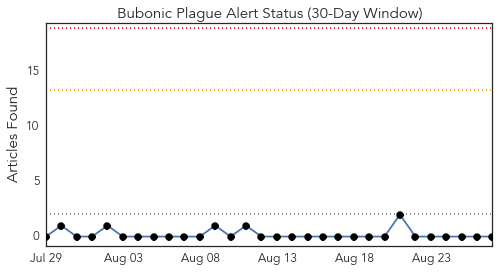 Bubonic Plague Alert Status (30-Day Window)
Articles Found
15
10
5
0
Jul 29 Aug 03 Aug 08 Aug 13 Aug 18 Aug 23